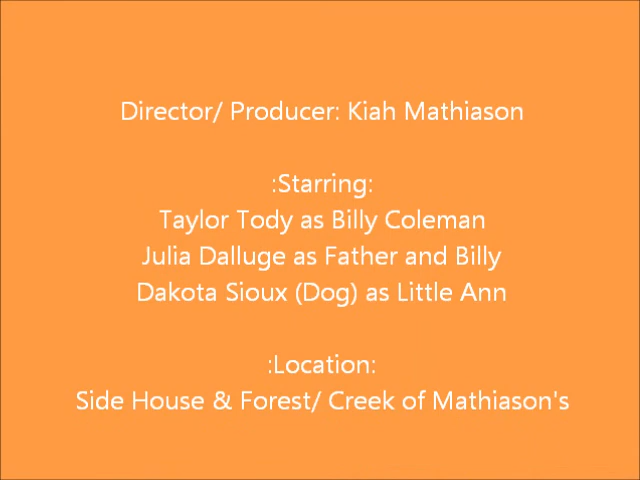 Director/ Producer: Kiah Mathiason
:Starring:
Taylor Tody as Billy Coleman
Julia Dalluge as Father and Billy
Dakota Sioux (Dog) as Little Ann
:Location:
Side House & Forest/ Creek of Mathiason's